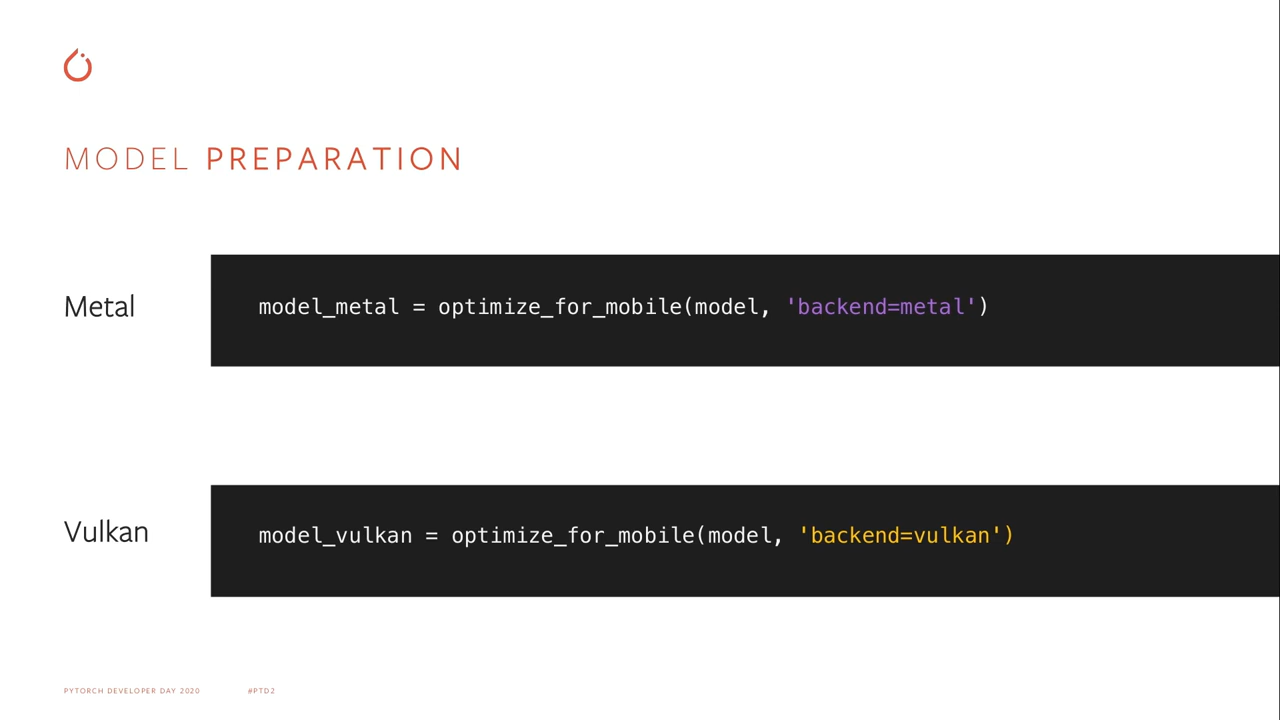 MODEL PREPARATION
Metal
model_metal = optimize_for_mobile(model, 'backend=metal')
Vulkan
model_vulkan = optimize_for_mobile(model, 'backend=vulkan')
PYTORCH DEVELOPER DAY 2020 #PTD2